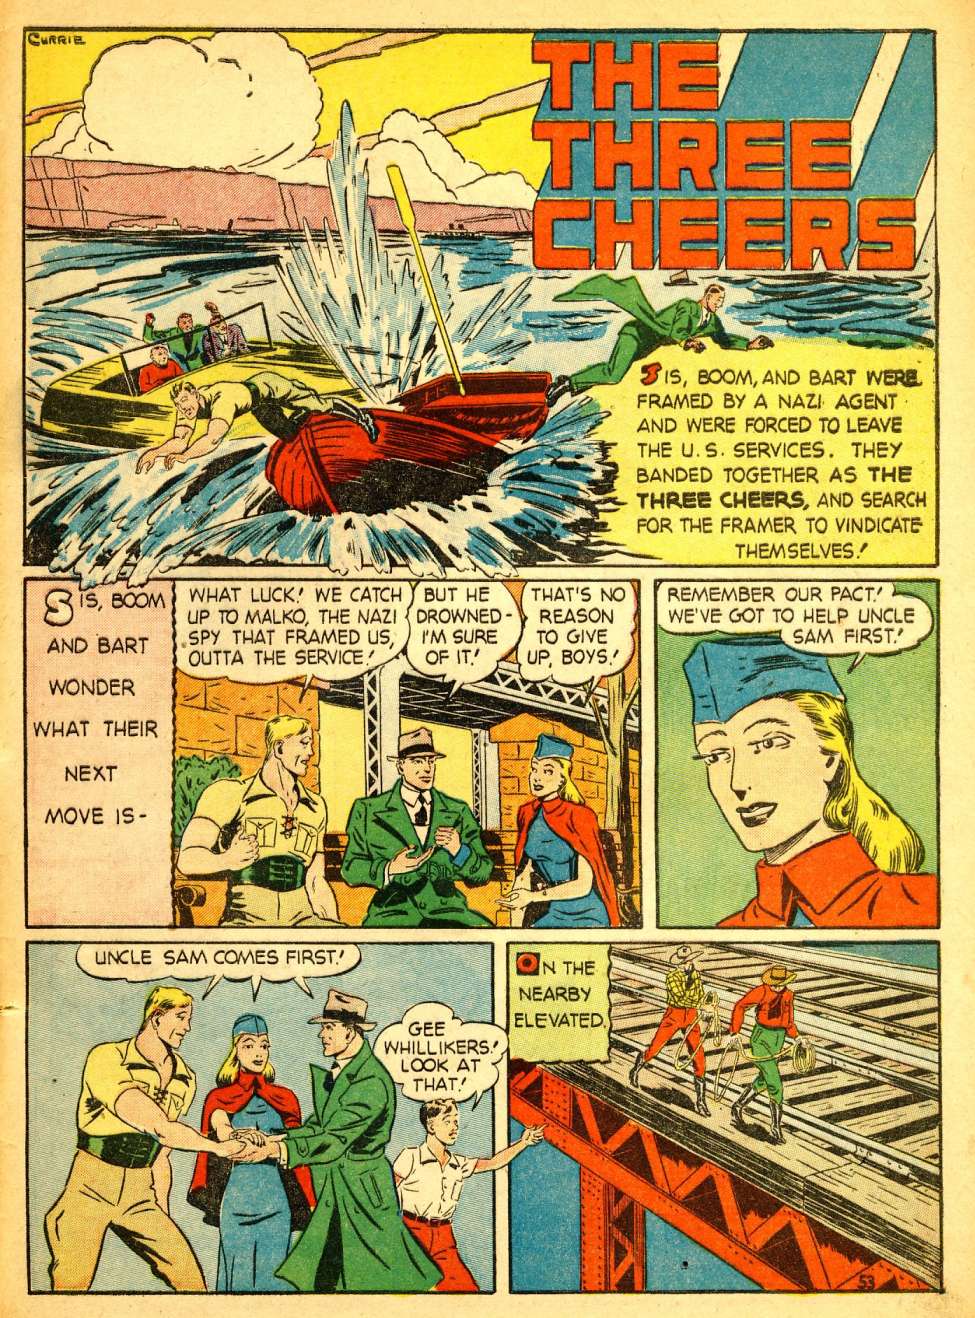 CURRIE
THE
THREE
CHEERS
SIS, BOOM, AND BART WERE
FRAMED BY A NAZI AGENT
AND WERE FORCED TO LEAVE
THE U.S. SERVICES. THEY
BANDED TOGETHER AS THE
THREE CHEERS, AND SEARCH
FOR THE FRAMER TO VINDICATE
THEMSELVES!
SIS, BOOM
AND BART
WONDER
WHAT THEIR
NEXT
MOVE IS-
WHAT LUCK! WE CATCH
UP TO MALKO, THE NAZI
SPY THAT FRAMED US,
OUTTA THE SERVICE!
BUT HE
DROWNED-
I'M SURE
OF IT!
THAT'S NO
REASON
TO GIVE
UP, BOYS!
REMEMBER OUR PACT!
WE'VE GOT TO HELP UNCLE
SAM FIRST!
UNCLE SAM COMES FIRST!
GEE
WHILLIKERS!
LOOK AT
THAT!
ON THE
NEARBY
ELEVATED.
53